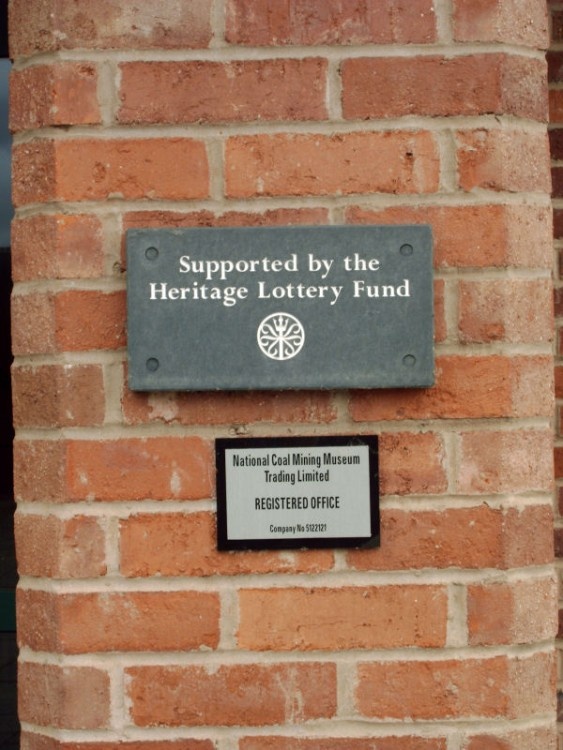 Supported by the
Heritage Lottery Fund
National Coal Mining Museum
Trading Limited
REGISTERED OFFICE
Company No 5122121